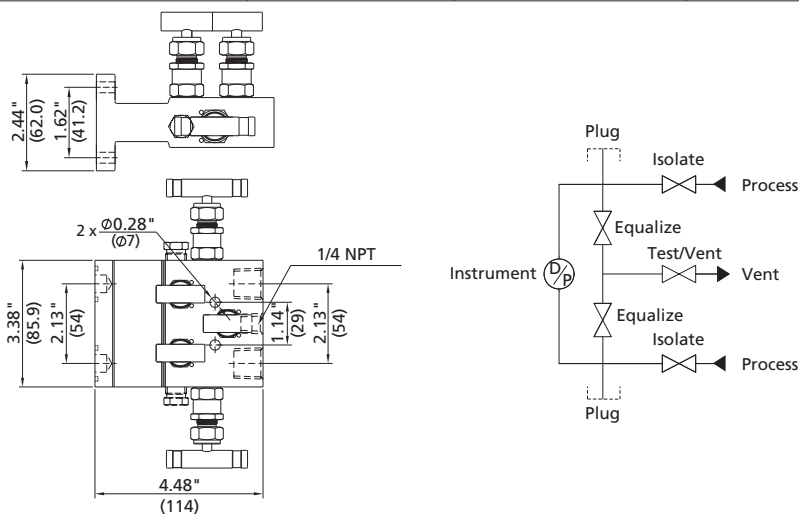 2.44"
(62.0)
1.62"
(41.2)
2 x Ø0.28"
(Ø7)
1/4 NPT
3.38"
(85.9)
2.13"
(54)
1.14"
(29)
2.13"
(54)
4.48"
(114)
Plug
Isolate
Process
Equalize
Test/Vent
Instrument
D/P
Vent
Equalize
Isolate
Process
Plug